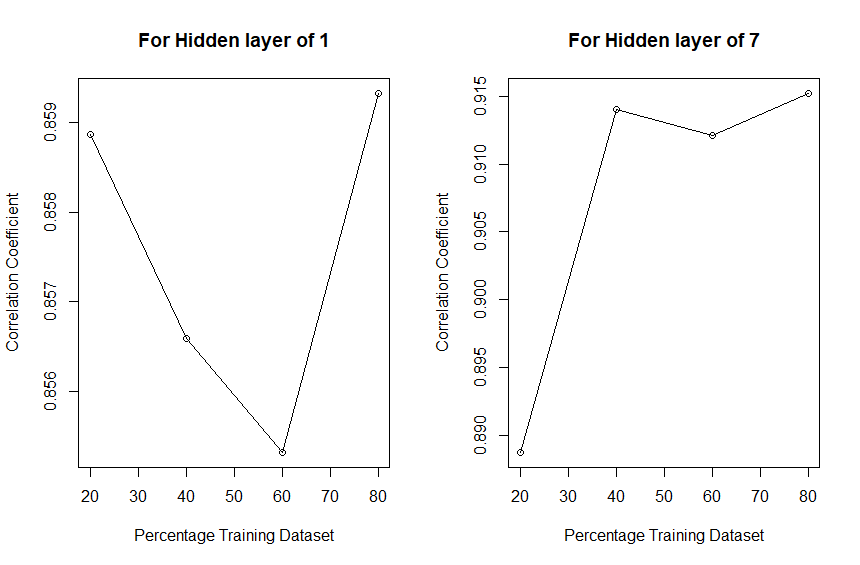 For Hidden layer of 1
Correlation Coefficient
0.859
0.858
0.857
0.856
20 30 40 50 60 70 80
Percentage Training Dataset
For Hidden layer of 7
Correlation Coefficient
0.915
0.910
0.905
0.900
0.895
0.890
20 30 40 50 60 70 80
Percentage Training Dataset